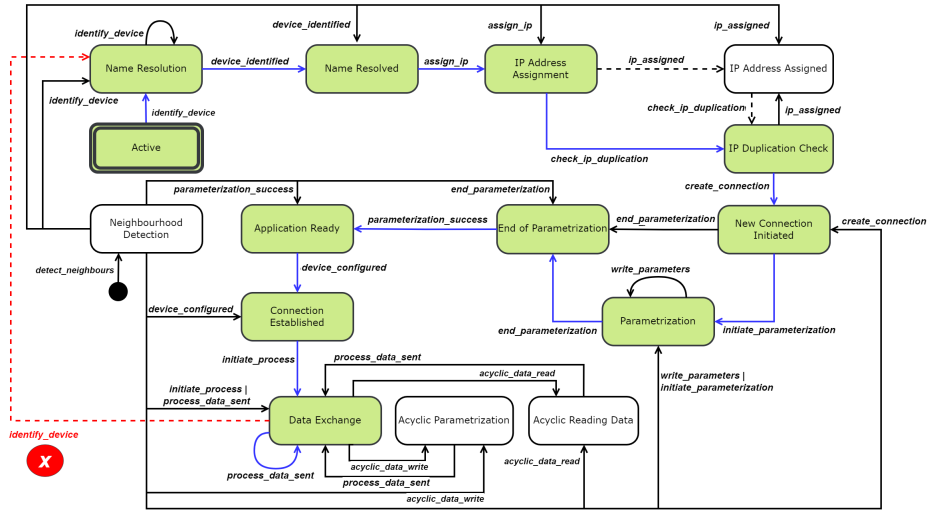 device_identified
assign_ip
ip_assigned
identify_device
Name Resolution
device_identified
Name Resolved
assign_ip
IP Address
Assignment
ip_assigned
IP Address Assigned
identify_device
identify_device
check_ip_duplication
ip_assigned
Active
check_ip_duplication
IP Duplication Check
create_connection
parameterization_success
end_parameterization
Neighbourhood
Detection
Application Ready
parameterization_success
End of Parametrization
end_parameterization
New Connection
Initiated
create_connection
detect_neighbours
device_configured
write_parameters
device_configured
Connection
Established
end_parameterization
Parametrization
initiate_parameterization
initiate_process
process_data_sent
acyclic_data_read
write_parameters |
initiate_parameterization
initiate_process |
process_data_sent
Data Exchange
Acyclic Parametrization
Acyclic Reading Data
identify_device
X
process_data_sent
acyclic_data_write
process_data_sent
acyclic_data_read
acyclic_data_write